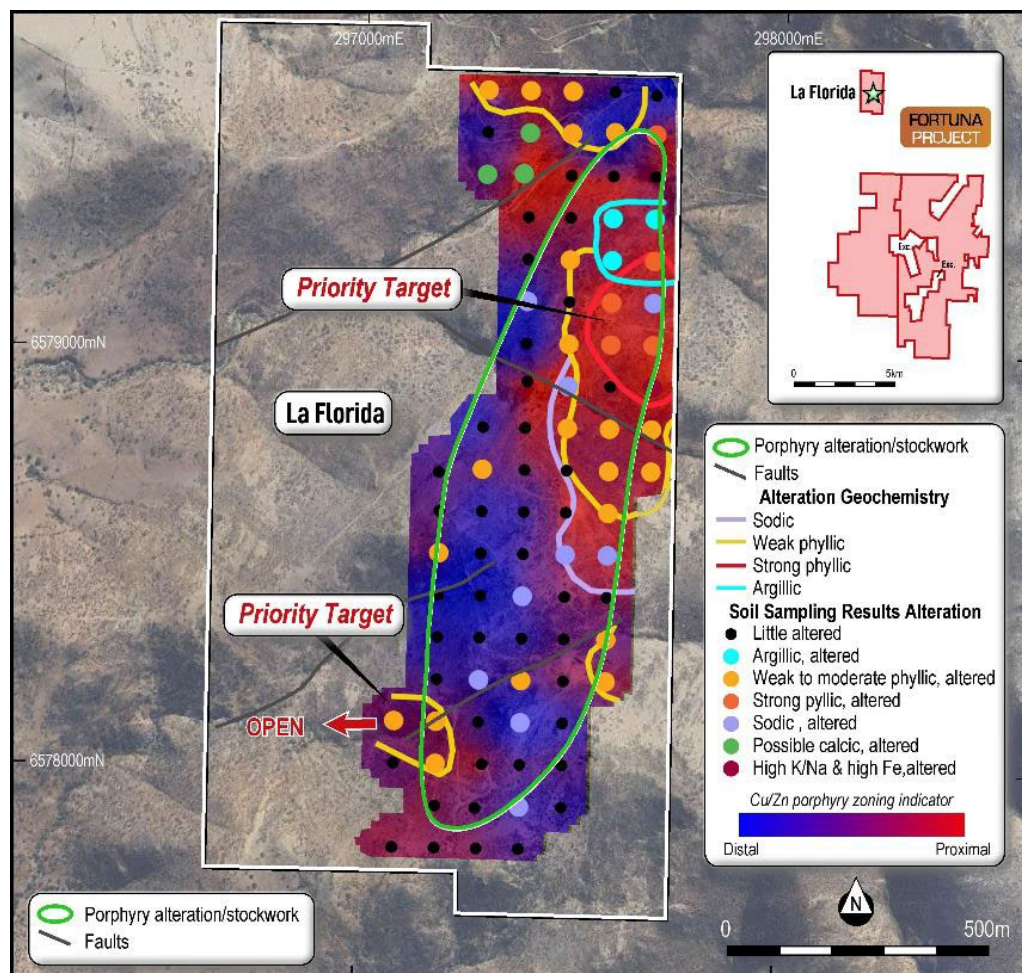 297000mE
298000mE
La Florida
FORTUNA
PROJECT
Exc.
Exc.
0
5km
Priority Target
6579000mN
La Florida
Priority Target
OPEN
6578000mN
Porphyry alteration/stockwork
Faults
Alteration Geochemistry
Sodic
Weak phyllic
Strong phyllic
Argillic
Soil Sampling Results Alteration
Little altered
Argillic, altered
Weak to moderate phyllic, altered
Strong pyllic, altered
Sodic , altered
Possible calcic, altered
High K/Na & high Fe,altered
Cu/Zn porphyry zoning indicator
Distal
Proximal
Porphyry alteration/stockwork
Faults
N
0
500m